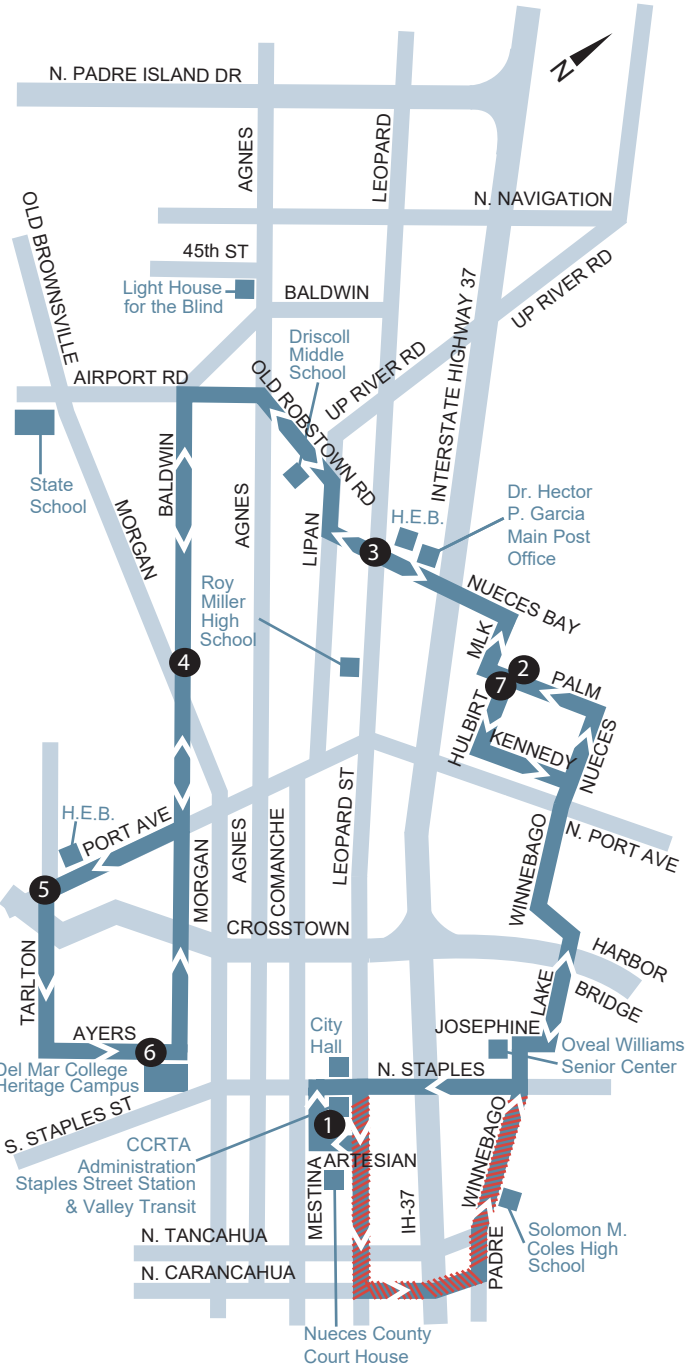 N
N. PADRE ISLAND DR
AGNES
LEOPARD
N. NAVIGATION
OLD BROWNSVILLE
45th ST
Light House
for the Blind
BALDWIN
INTERSTATE HIGHWAY 37
UP RIVER RD
Driscoll
Middle
School
UP RIVER RD
AIRPORT RD
OLD ROBSTOWN RD
State
School
BALDWIN
MORGAN
AGNES
LIPAN
H.E.B.
Dr. Hector
P. Garcia
Main Post
Office
3
NUECES BAY
Roy
Miller
High
School
MLK
4
2
7
PALM
HULBIRT
KENNEDY
NUECES
H.E.B.
PORT AVE
LEOPARD ST
N. PORT AVE
5
MORGAN
AGNES
COMANCHE
WINNEBAGO
CROSSTOWN
HARBOR
BRIDGE
TARLTON
LAKE
AYERS
6
City
Hall
JOSEPHINE
Oveal Williams
Senior Center
Del Mar College
Heritage Campus
N. STAPLES
S. STAPLES ST
1
CCRTA
Administration
Staples Street Station
& Valley Transit
ARTESIAN
MESTINA
WINNEBAGO
IH-37
N. TANCAHUA
N. CARANCAHUA
PADRE
Solomon M.
Coles High
School
Nueces County
Court House